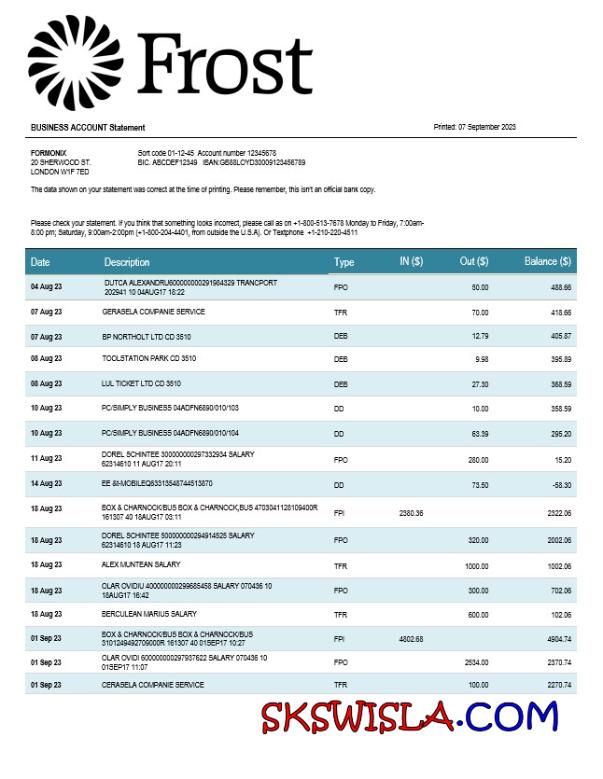 Frost
BUSINESS ACCOUNT Statement Printed: 07 September 2023
FORMONIX Sort code 01-12-45 Account number 12345678
20 SHERWOOD ST. BIC. ABCDEF12349 IBAN:GB88LCYD30009123456789
LONDON W1F 7ED
The data shown on your statement was correct at the time of printing. Please remember, this isn't an official bank copy.
Please check your statement. If you think that something looks incorrect, please call as on +1-800-513-7678 Monday to Friday, 7:00am-
8:00 pm; Saturday, 9:00am-2:00pm (+1-800-204-4401, from outside the U.S.A). Or Textphone +1-210-220-4511
Date Description Type IN ($) Out ($) Balance ($)
04 Aug 23 DUTCA ALEXANDRU600000000291984329 TRANCPORT FPO 50.00 488.66
202941 10 04AUG17 18:22
07 Aug 23 GERASELA COMPANIE SERVICE TFR 70.00 418.66
07 Aug 23 BP NORTHOLT LTD CD 3510 DEB 12.79 405.87
08 Aug 23 TOOLSTATION PARK CD 3510 DEB 9.98 395.89
08 Aug 23 LUL TICKET LTD CD 3510 DEB 27.30 368.59
10 Aug 23 PC/SIMPLY BUSINESS 04ADFN6890/010/103 DD 10.00 358.59
10 Aug 23 PC/SIMPLY BUSINESS 04ADFN6890/010/104 DD 63.39 295.20
11 Aug 23 DOREL SCHINTEE 300000000297332934 SALARY FPO 280.00 15.20
62314610 11 AUG17 20:11
14 Aug 23 EE &t-MOBILEQ63313548744513870 DD 73.50 -58.30
18 Aug 23 BOX & CHARNOCK/BUS BOX & CHARNOCK,BUS 4703041128109400R FPI 2380.36 2322.06
161307 40 18AUG17 03:11
18 Aug 23 DOREL SCHINTEE 500000000294914525 SALARY FPO 320.00 2002.06
62314610 18 AUG17 11:23
18 Aug 23 ALEX MUNTEAN SALARY TFR 1000.00 1002.06
18 Aug 23 OLAR OVIDIU 400000000299685458 SALARY 070436 10 FPO 300.00 702.06
18AUG17 16:42
18 Aug 23 BERCULEAN MARIUS SALARY TFR 600.00 102.06
01 Sep 23 BOX & CHARNOCK/BUS BOX & CHARNOCK/BUS FPI 4802.68 4904.74
3101249492709000R 161307 40 01SEP17 10:27
01 Sep 23 OLAR OVIDI 600000000297937622 SALARY 070436 10 FPO 2534.00 2370.74
01SEP17 11:07
01 Sep 23 CERASELA COMPANIE SERVICE TFR 100.00 2270.74
SKSWISLA.COM